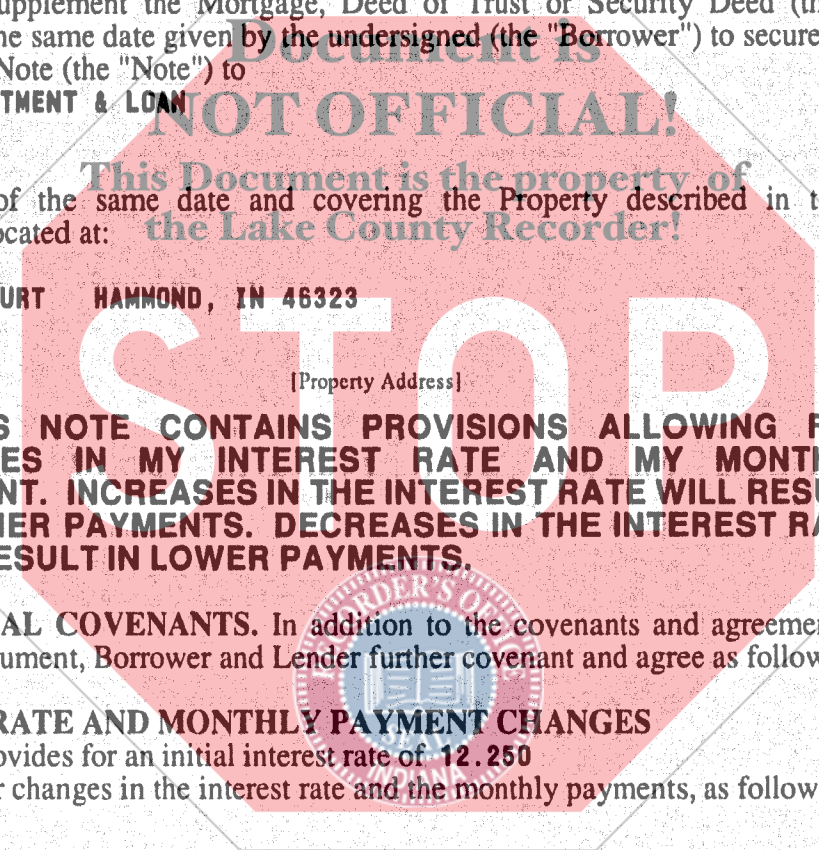 supplement the Mortgage, Deed of Trust or Security Deed (th
he same date given by the undersigned (the "Borrower") to secure
Document is
Note (the "Note") to
TMENT & LOAN
NOT OFFICIAL!
This Document is the property of
of the same date and covering the Property described in t
ocated at:
the Lake County Recorder!
URT HAMMOND, IN 46323
STOP
[Property Address]
S NOTE CONTAINS PROVISIONS ALLOWING F
ES IN MY INTEREST RATE AND MY MONT
NT. INCREASES IN THE INTEREST RATE WILL RESU
HER PAYMENTS. DECREASES IN THE INTEREST RA
ESULT IN LOWER PAYMENTS.
RECORDER'S OFFICE
AL COVENANTS. In addition to the covenants and agreemen
ument, Borrower and Lender further covenant and agree as follow
RATE AND MONTHLY PAYMENT CHANGES
SEAL
ovides for an initial interest rate of 12.250
INDIANA
r changes in the interest rate and the monthly payments, as follow